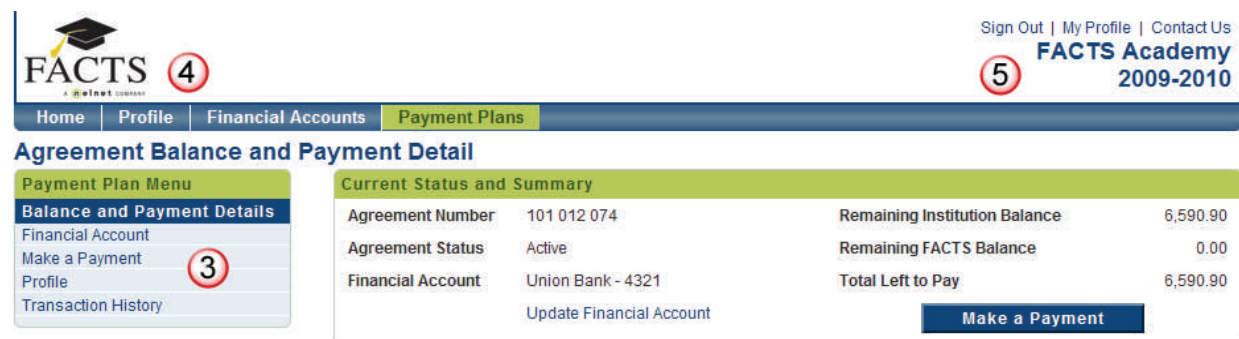 Sign Out | My Profile | Contact Us
FACTS Academy
2009-2010
FACTS
A nelnet COMPANY
4
5
Home Profile Financial Accounts Payment Plans
Agreement Balance and Payment Detail
Payment Plan Menu
Balance and Payment Details
Financial Account
Make a Payment
Profile
Transaction History
3
Current Status and Summary
Agreement Number 101 012 074 Remaining Institution Balance 6,590.90
Agreement Status Active Remaining FACTS Balance 0.00
Financial Account Union Bank - 4321 Total Left to Pay 6,590.90
Update Financial Account Make a Payment